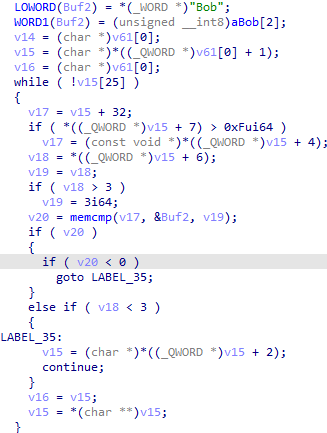 LOWORD(Buf2) = *(_WORD *)"Bob";
WORD1(Buf2) = (unsigned __int8)aBob[2];
v14 = (char *)v61[0];
v15 = (char *)*((_QWORD *)v61[0] + 1);
v16 = (char *)v61[0];
while ( !v15[25] )
{
v17 = v15 + 32;
if ( *((_QWORD *)v15 + 7) > 0xFui64 )
v17 = (const void *)*((_QWORD *)v15 + 4);
v18 = *((_QWORD *)v15 + 6);
v19 = v18;
if ( v18 > 3 )
v19 = 3i64;
v20 = memcmp(v17, &Buf2, v19);
if ( v20 )
{
if ( v20 < 0 )
goto LABEL_35;
}
else if ( v18 < 3 )
{
LABEL_35:
v15 = (char *)*((_QWORD *)v15 + 2);
continue;
}
v16 = v15;
v15 = *(char **)v15;
}